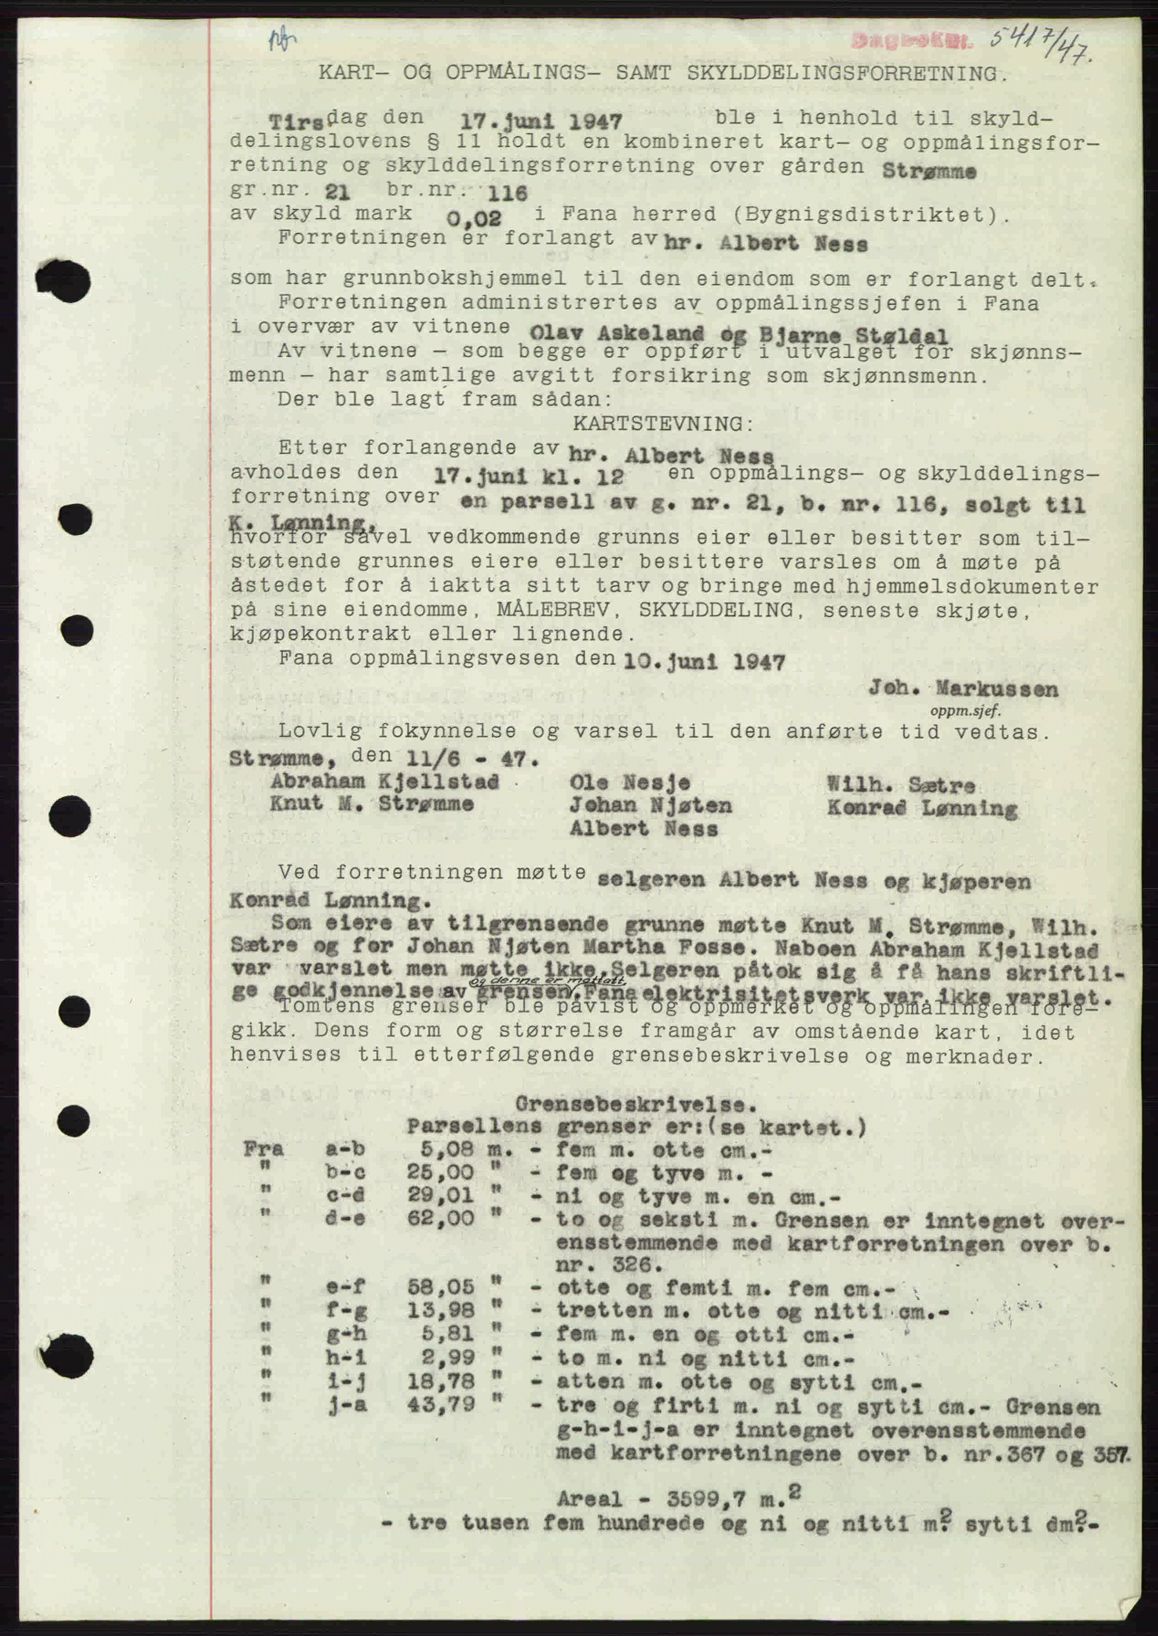 Dagboknr. 5417/47.
KART- OG OPPMÅLINGS- SAMT SKYLDDELINGSFORRETNING.
Tirsdag den 17.juni 1947 ble i henhold til skyld-
delingslovens § 11 holdt en kombineret kart- og oppmålingsfor-
retning og skylddelingsforretning over gården Strømme
gr.nr. 21 br.nr. 116
av skyld mark 0,02 i Fana herred (Bygnigsdistriktet).
Forretningen er forlangt av hr. Albert Ness
som har grunnbokshjemmel til den eiendom som er forlangt delt.
Forretningen administrertes av oppmålingssjefen i Fana
i overvær av vitnene Olav Askeland og Bjarne Støldal
Av vitnene - som begge er oppført i utvalget for skjønns-
menn - har samtlige avgitt forsikring som skjønnsmenn.
Der ble lagt fram sådan:
KARTSTEVNING:
Etter forlangende av hr. Albert Ness
avholdes den 17.juni kl. 12 en oppmålings- og skylddelings-
forretning over en parsell av g. nr. 21, b. nr. 116, solgt til
K. Lønning,
hvorfor såvel vedkommende grunns eier eller besitter som til-
støtende grunnes eiere eller besittere varsles om å møte på
åstedet for å iaktta sitt tarv og bringe med hjemmelsdokumenter
på sine eiendomme, MÅLEBREV, SKYLDDELING, seneste skjøte,
kjøpekontrakt eller lignende.
Fana oppmålingsvesen den 10.juni 1947
Joh. Markussen
oppm.sjef.
Lovlig fokynnelse og varsel til den anførte tid vedtas.
Strømme, den 11/6 - 47.
Abraham Kjellstad Ole Nesje Wilh. Sætre
Knut M. Strømme Johan Njøten Konrad Lønning
Albert Ness
Ved forretningen møtte selgeren Albert Ness og kjøperen
Konrad Lønning.
Som eiere av tilgrensende grunne møtte Knut M. Strømme, Wilh.
Sætre og for Johan Njøten Martha Fosse. Naboen Abraham Kjellstad
var varslet men møtte ikke. Selgeren påtok sig å få hans skriftli-
og denne er mottatt
ge godkjennelse av grensen. Fana elektrisitetsverk var ikke varslet.
Tomtens grenser ble påvist og oppmerket og oppmålingen fore-
gikk. Dens form og størrelse framgår av omstående kart, idet
henvises til etterfølgende grensebeskrivelse og merknader.
Grensebeskrivelse.
Parsellens grenser er:(se kartet.)
Fra a-b 5,08 m. - fem m. otte cm.-
" b-c 25,00 " - fem og tyve m. -
" c-d 29,01 " - ni og tyve m. en cm.-
" d-e 62,00 " - to og seksti m. Grensen er inntegnet over-
ensstemmende med kartforretningen over b.
nr. 326.
" e-f 58,05 " - otte og femti m. fem cm.-
" f-g 13,98 " - tretten m. otte og nitti cm.-
" g-h 5,81 " - fem m. en og otti cm.-
" h-i 2,99 " - to m. ni og nitti cm.-
" i-j 18,78 " - atten m. otte og sytti cm.-
" j-a 43,79 " - tre og firti m. ni og sytti cm.- Grensen
g-h-i-j-a er inntegnet overensstemmende
med kartforretningene over b. nr.367 og 357.
Areal - 3599,7 m.2
- tre tusen fem hundrede og ni og nitti m2. sytti dm2.-